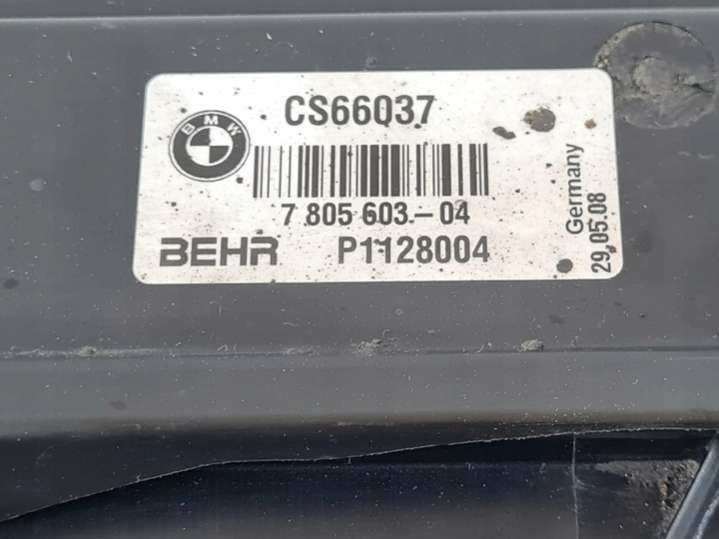 CS66037
BMW
7 805 603-04
BEHR P1128004
Germany
29.05.08